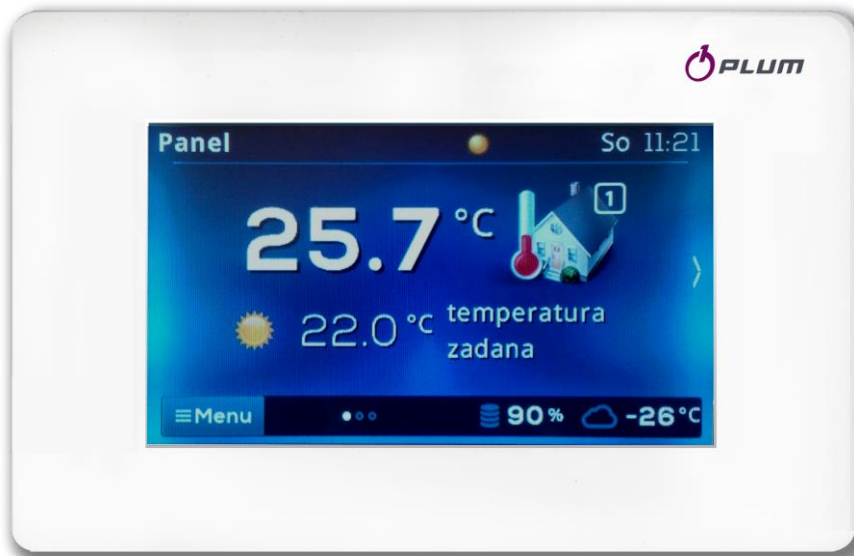 PLUM
Panel So 11:21
25.7 °C 1
22.0 °C temperatura
zadana
Menu 90% -26°C